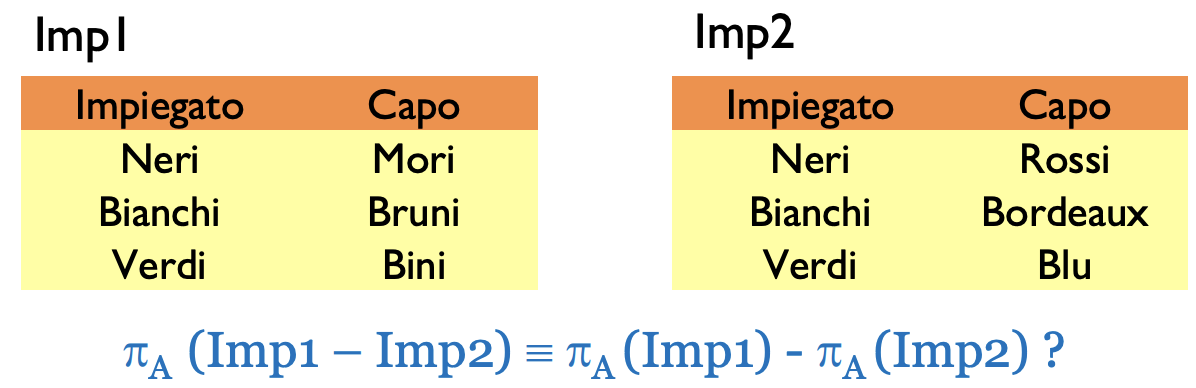 Imp1
Imp2
Impiegato Capo
Neri Mori
Bianchi Bruni
Verdi Bini
Impiegato Capo
Neri Rossi
Bianchi Bordeaux
Verdi Blu
πA (Imp1 – Imp2) ≡ πA (Imp1) - πA (Imp2) ?